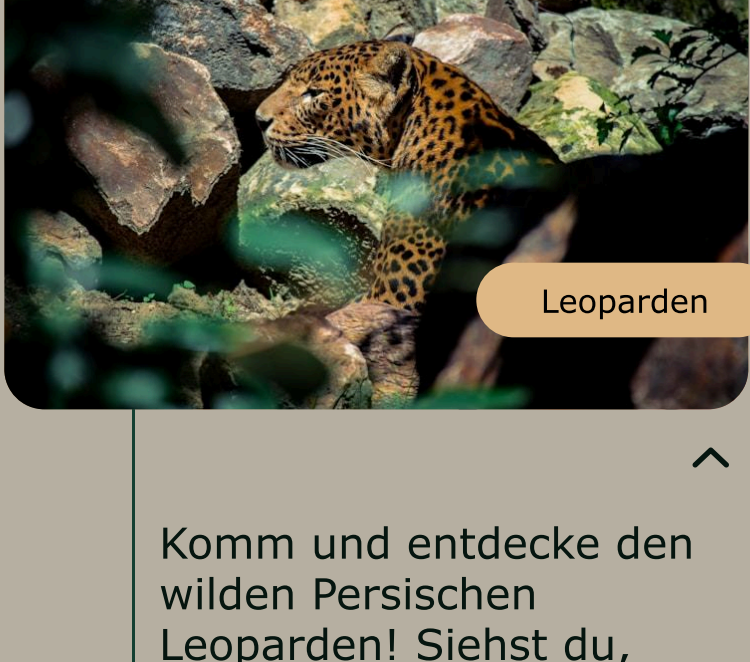 Leoparden
Komm und entdecke den
wilden Persischen
Leoparden! Siehst du,